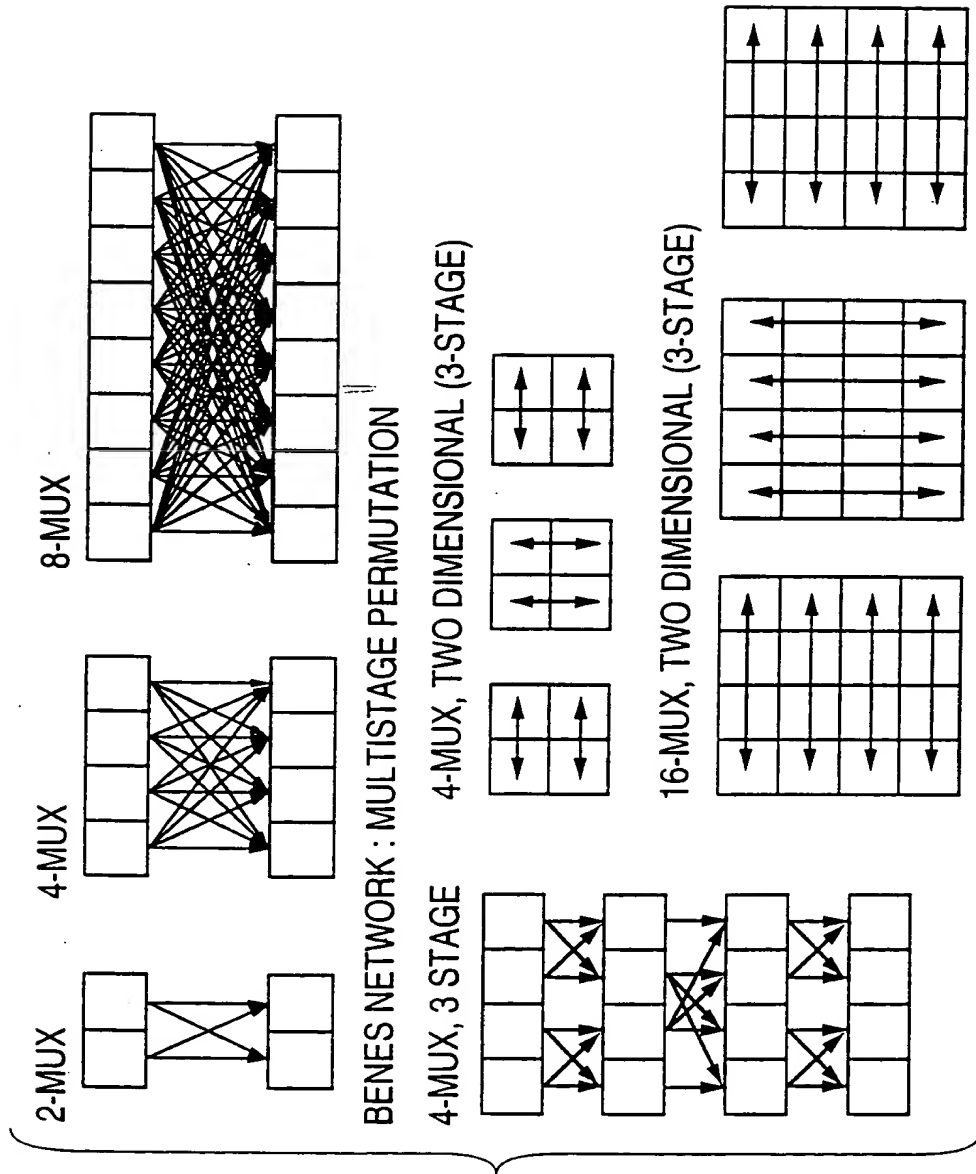 2-MUX
4-MUX
8-MUX
BENES NETWORK : MULTISTAGE PERMUTATION
4-MUX, 3 STAGE
4-MUX, TWO DIMENSIONAL (3-STAGE)
16-MUX, TWO DIMENSIONAL (3-STAGE)